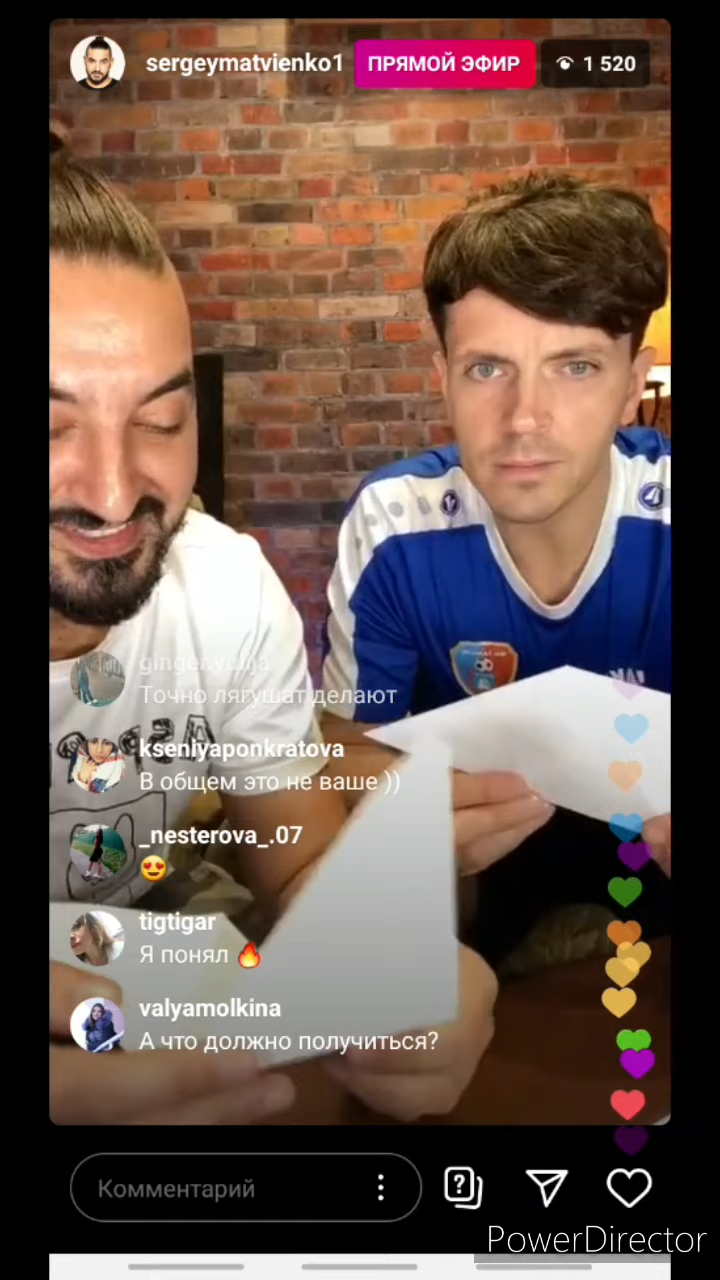 sergeymatvienko1 ПРЯМОЙ ЭФИР 1 520
Точно лягушат делают
kseniyaponkratova
В общем это не ваше ))
_nesterova_.07
😍
tigtigar
Я понял 🔥
valyamolkina
А что должно получиться?
Комментарий
PowerDirector